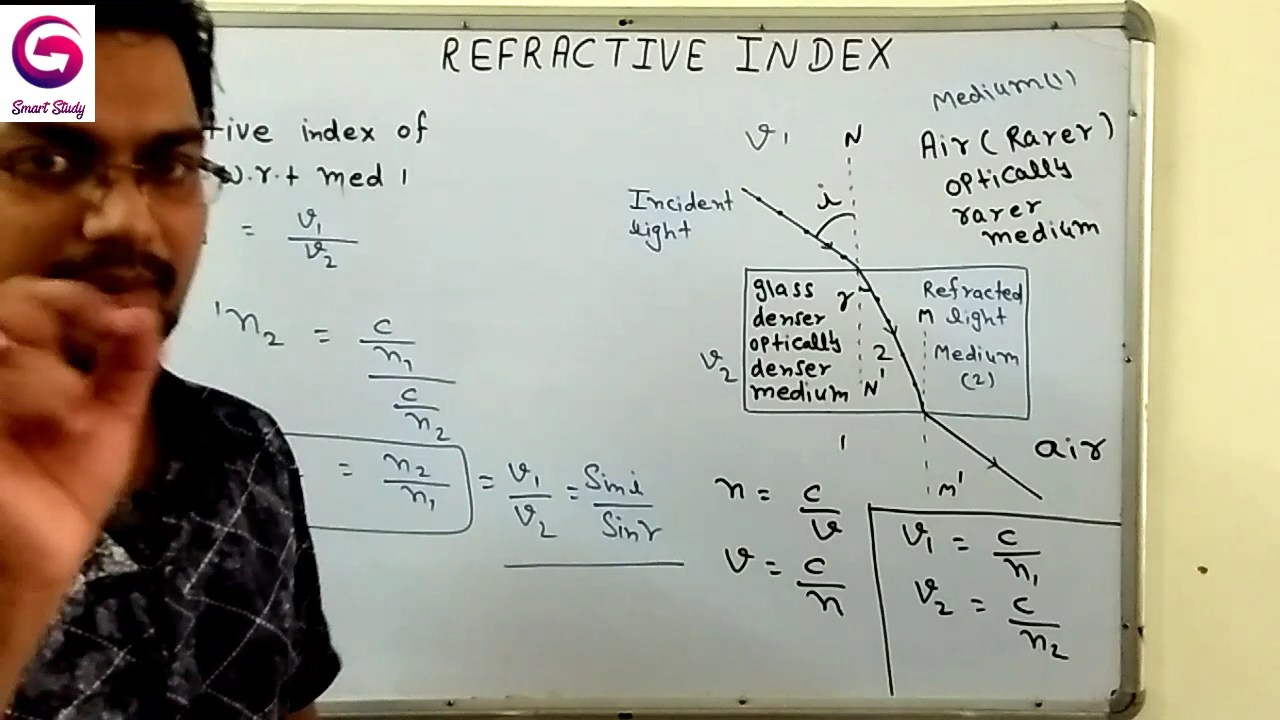 Smart Study
REFRACTIVE INDEX
tive index of
w.r.t med 1
= v₁/v₂
¹n₂ = (c/n₁)/(c/n₂)
= n₂/n₁ = v₁/v₂ = Sin i/Sin r
Medium(1)
Air (Rarer)
optically
rarer
medium
v₁
N
Incident
light
i
glass
denser
optically
denser
medium
r
2
N'
Refracted
M light
Medium
(2)
v₂
1
air
M'
n = c/v
v = c/n
v₁ = c/n₁
v₂ = c/n₂